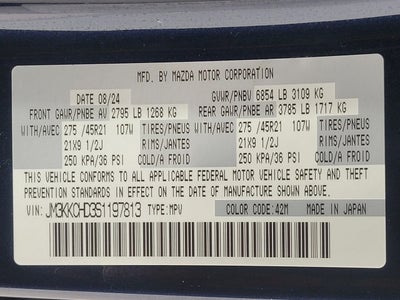 MFD. BY MAZDA MOTOR CORPORATION
DATE 08/24 GVWR/PNBV 6854 LB 3109 KG
FRONT GAWR/PNBE AV 2795 LB 1268 KG REAR GAWR/PNBE AR 3785 LB 1717 KG
WITH/AVEC 275 /45R21 107W TIRES/PNEUS WITH/AVEC 275 /45R21 107W TIRES/PNEUS
21X9 1/2J RIMS/JANTES 21X9 1/2J RIMS/JANTES
250 KPA/36 PSI COLD/A FROID 250 KPA/36 PSI COLD/A FROID
THIS VEHICLE CONFORMS TO ALL APPLICABLE FEDERAL MOTOR VEHICLE SAFETY AND THEFT
PREVENTION STANDARDS IN EFFECT ON THE DATE OF MANUFACTURE SHOWN ABOVE.
VIN: JM3KKCHD3S1197813 TYPE:MPV COLOR CODE:42M MADE IN JAPAN